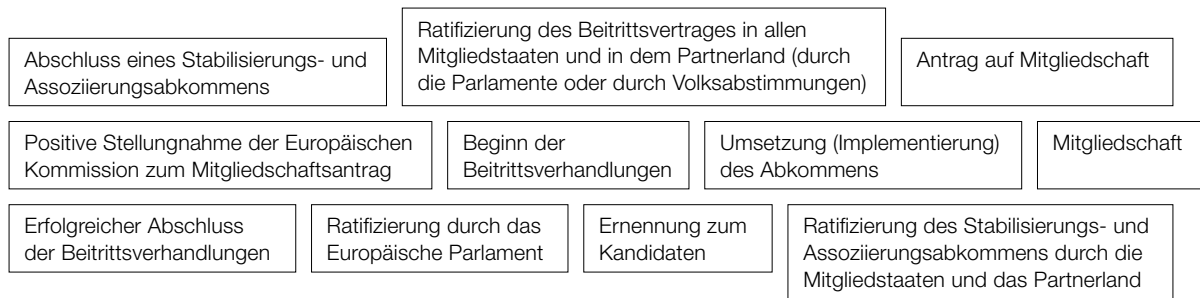 Abschluss eines Stabilisierungs- und
Assoziierungsabkommens
Ratifizierung des Beitrittsvertrages in allen
Mitgliedstaaten und in dem Partnerland (durch
die Parlamente oder durch Volksabstimmungen)
Antrag auf Mitgliedschaft
Positive Stellungnahme der Europäischen
Kommission zum Mitgliedschaftsantrag
Beginn der
Beitrittsverhandlungen
Umsetzung (Implementierung)
des Abkommens
Mitgliedschaft
Erfolgreicher Abschluss
der Beitrittsverhandlungen
Ratifizierung durch das
Europäische Parlament
Ernennung zum
Kandidaten
Ratifizierung des Stabilisierungs- und
Assoziierungsabkommens durch die
Mitgliedstaaten und das Partnerland